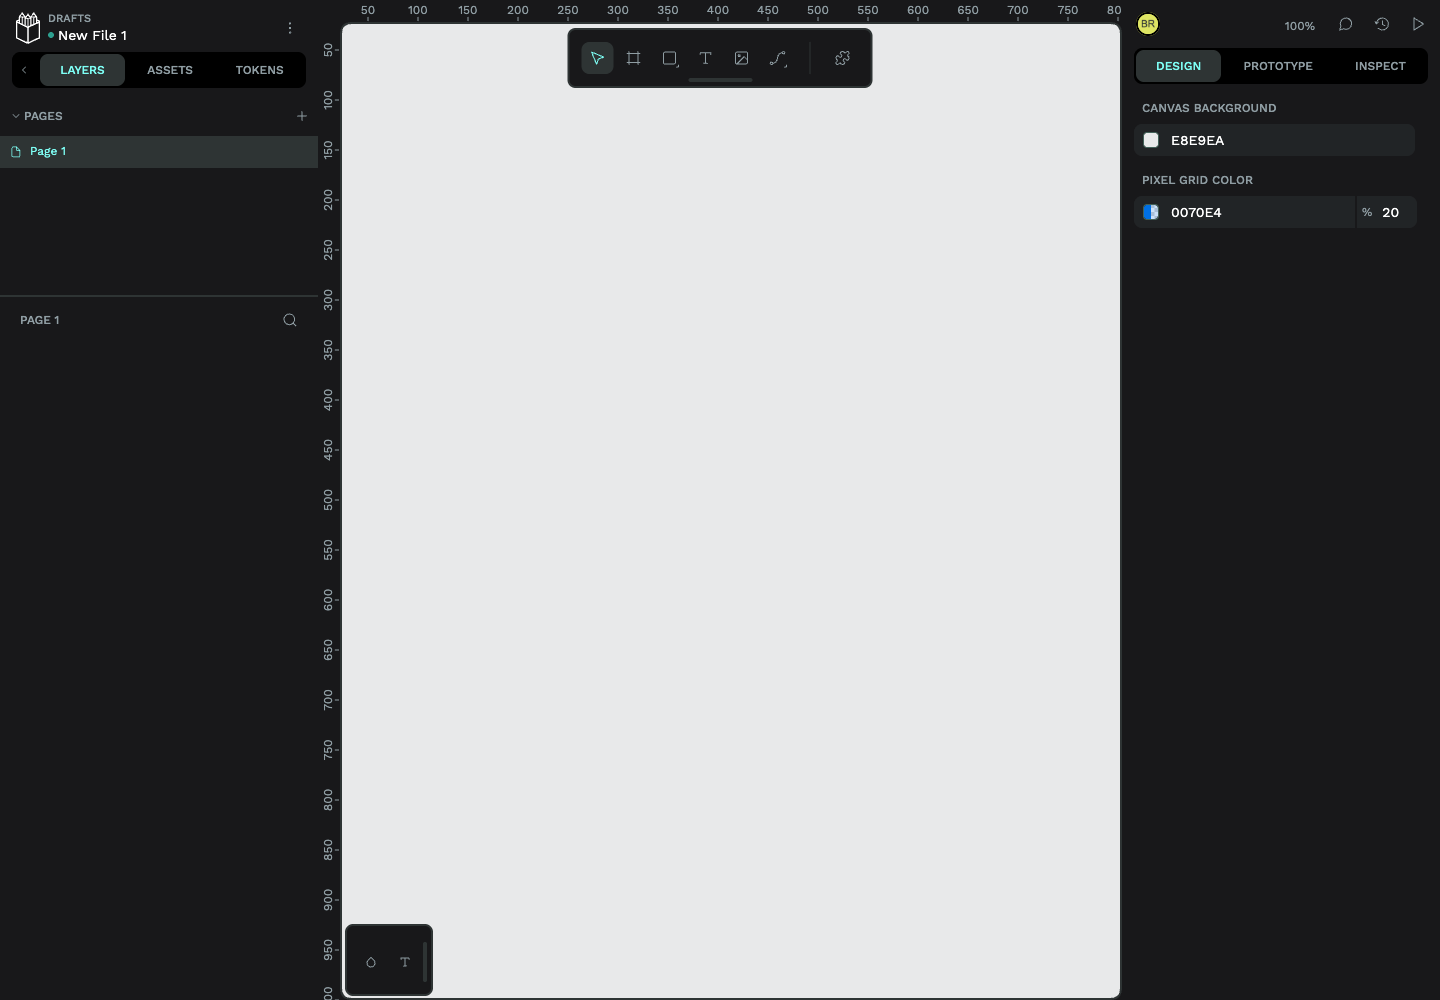 DRAFTS
New File 1
LAYERS ASSETS TOKENS
PAGES
Page 1
PAGE 1
50 100 150 200 250 300 350 400 450 500 550 600 650 700 750 80
50
100
150
200
250
300
350
400
450
500
550
600
650
700
750
800
850
900
950
00
BR
100%
DESIGN PROTOTYPE INSPECT
CANVAS BACKGROUND
E8E9EA
PIXEL GRID COLOR
0070E4 % 20